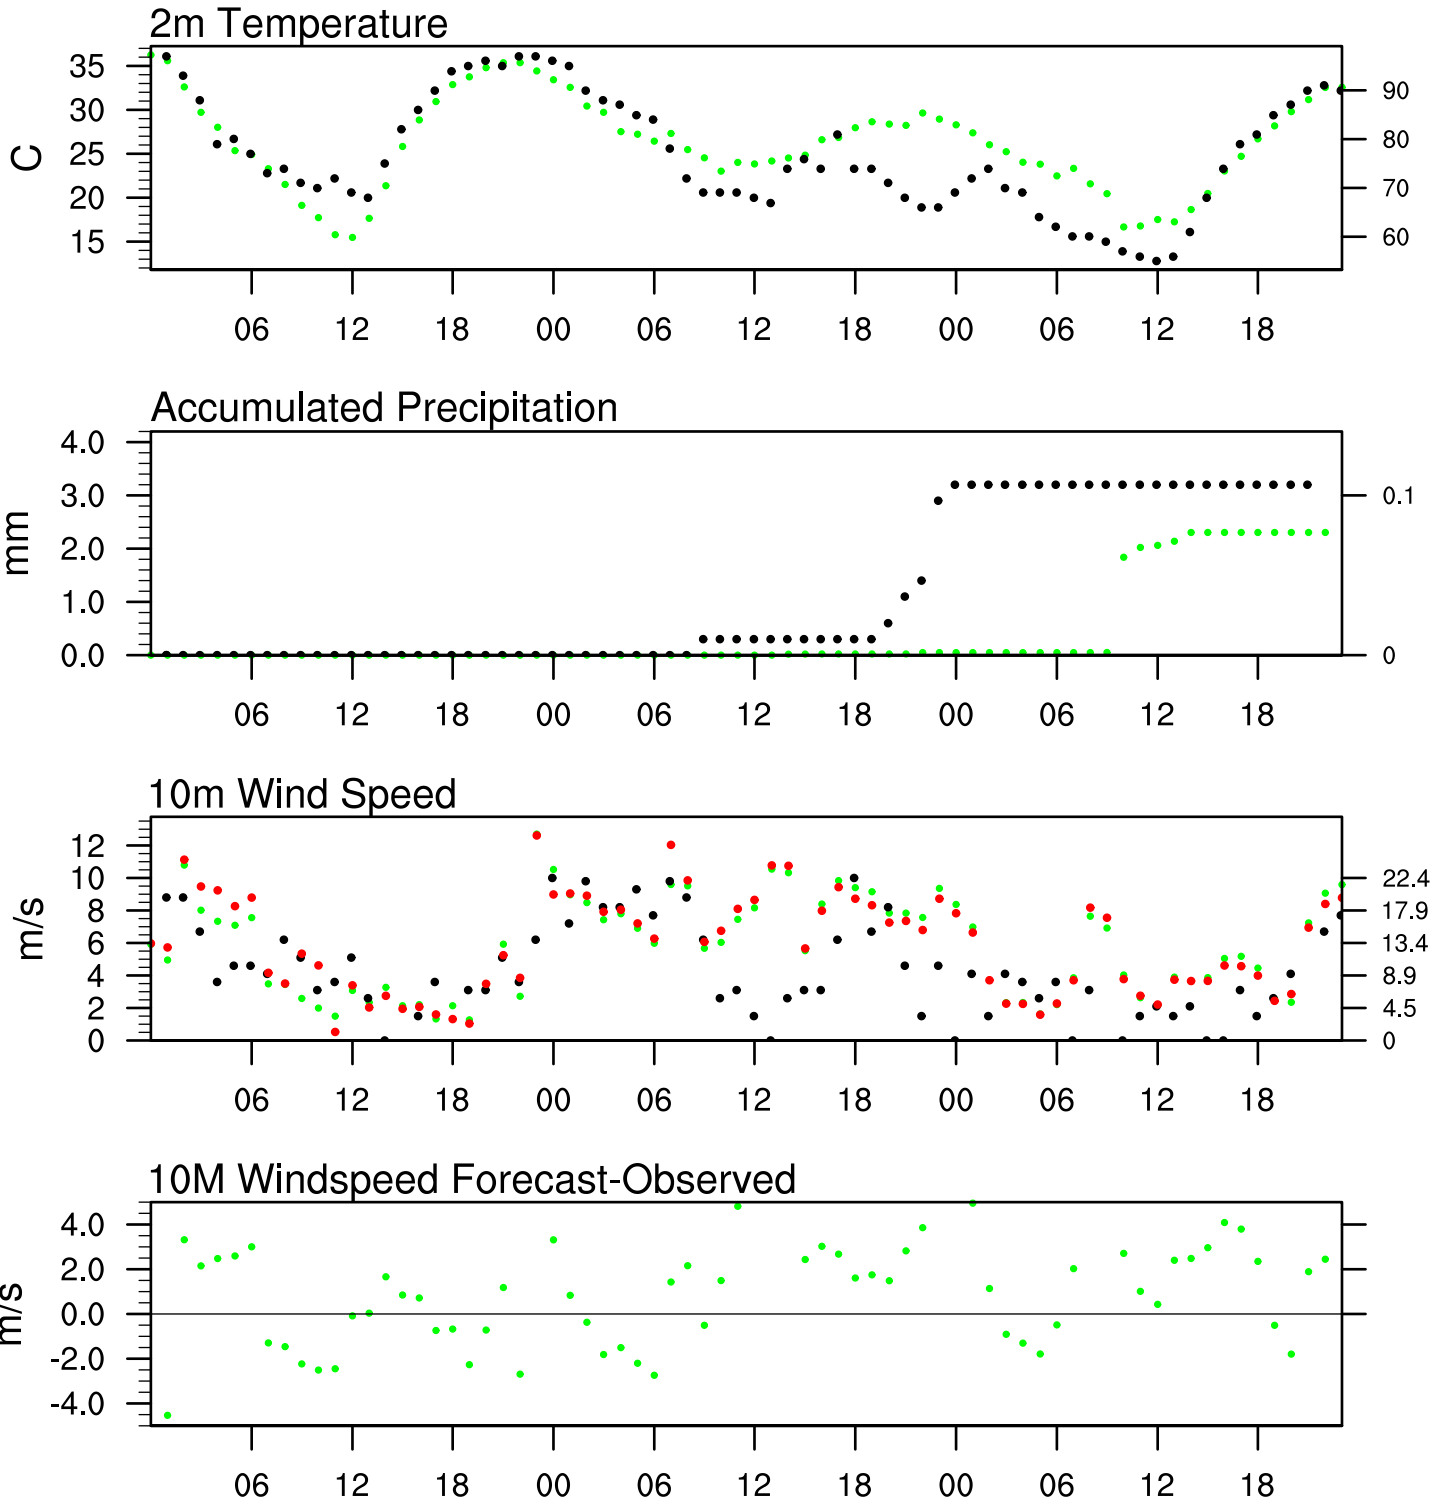 2m Temperature
35
30
25
20
15
C
90
80
70
60
06 12 18 00 06 12 18 00 06 12 18
Accumulated Precipitation
4.0
3.0
2.0
1.0
0.0
mm
0.1
0
06 12 18 00 06 12 18 00 06 12 18
10m Wind Speed
12
10
8
6
4
2
0
m/s
22.4
17.9
13.4
8.9
4.5
0
06 12 18 00 06 12 18 00 06 12 18
10M Windspeed Forecast-Observed
4.0
2.0
0.0
-2.0
-4.0
m/s
06 12 18 00 06 12 18 00 06 12 18